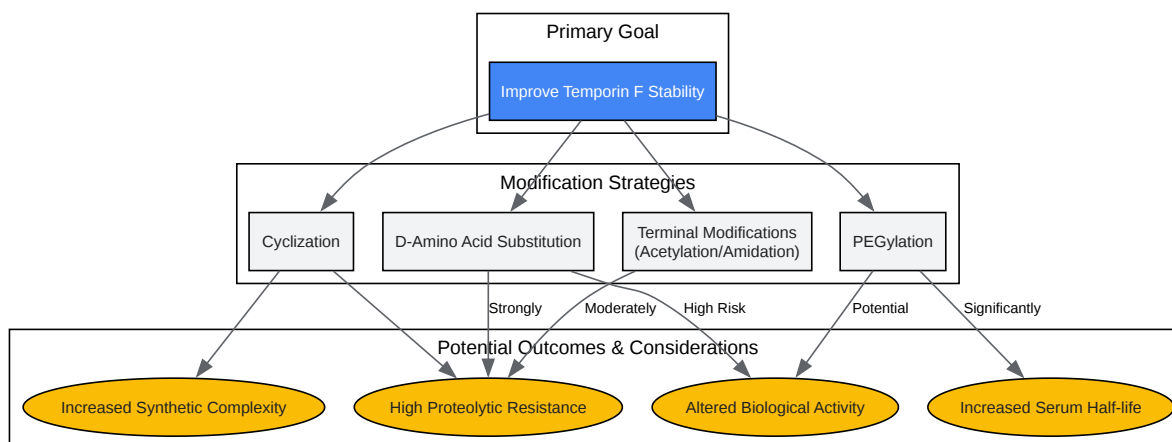 Primary Goal
Improve Temporin F Stability
Modification Strategies
Cyclization
D-Amino Acid Substitution
Terminal Modifications
(Acetylation/Amidation)
PEGylation
Strongly
Moderately
High Risk
Potential
Significantly
Potential Outcomes & Considerations
Increased Synthetic Complexity
High Proteolytic Resistance
Altered Biological Activity
Increased Serum Half-life